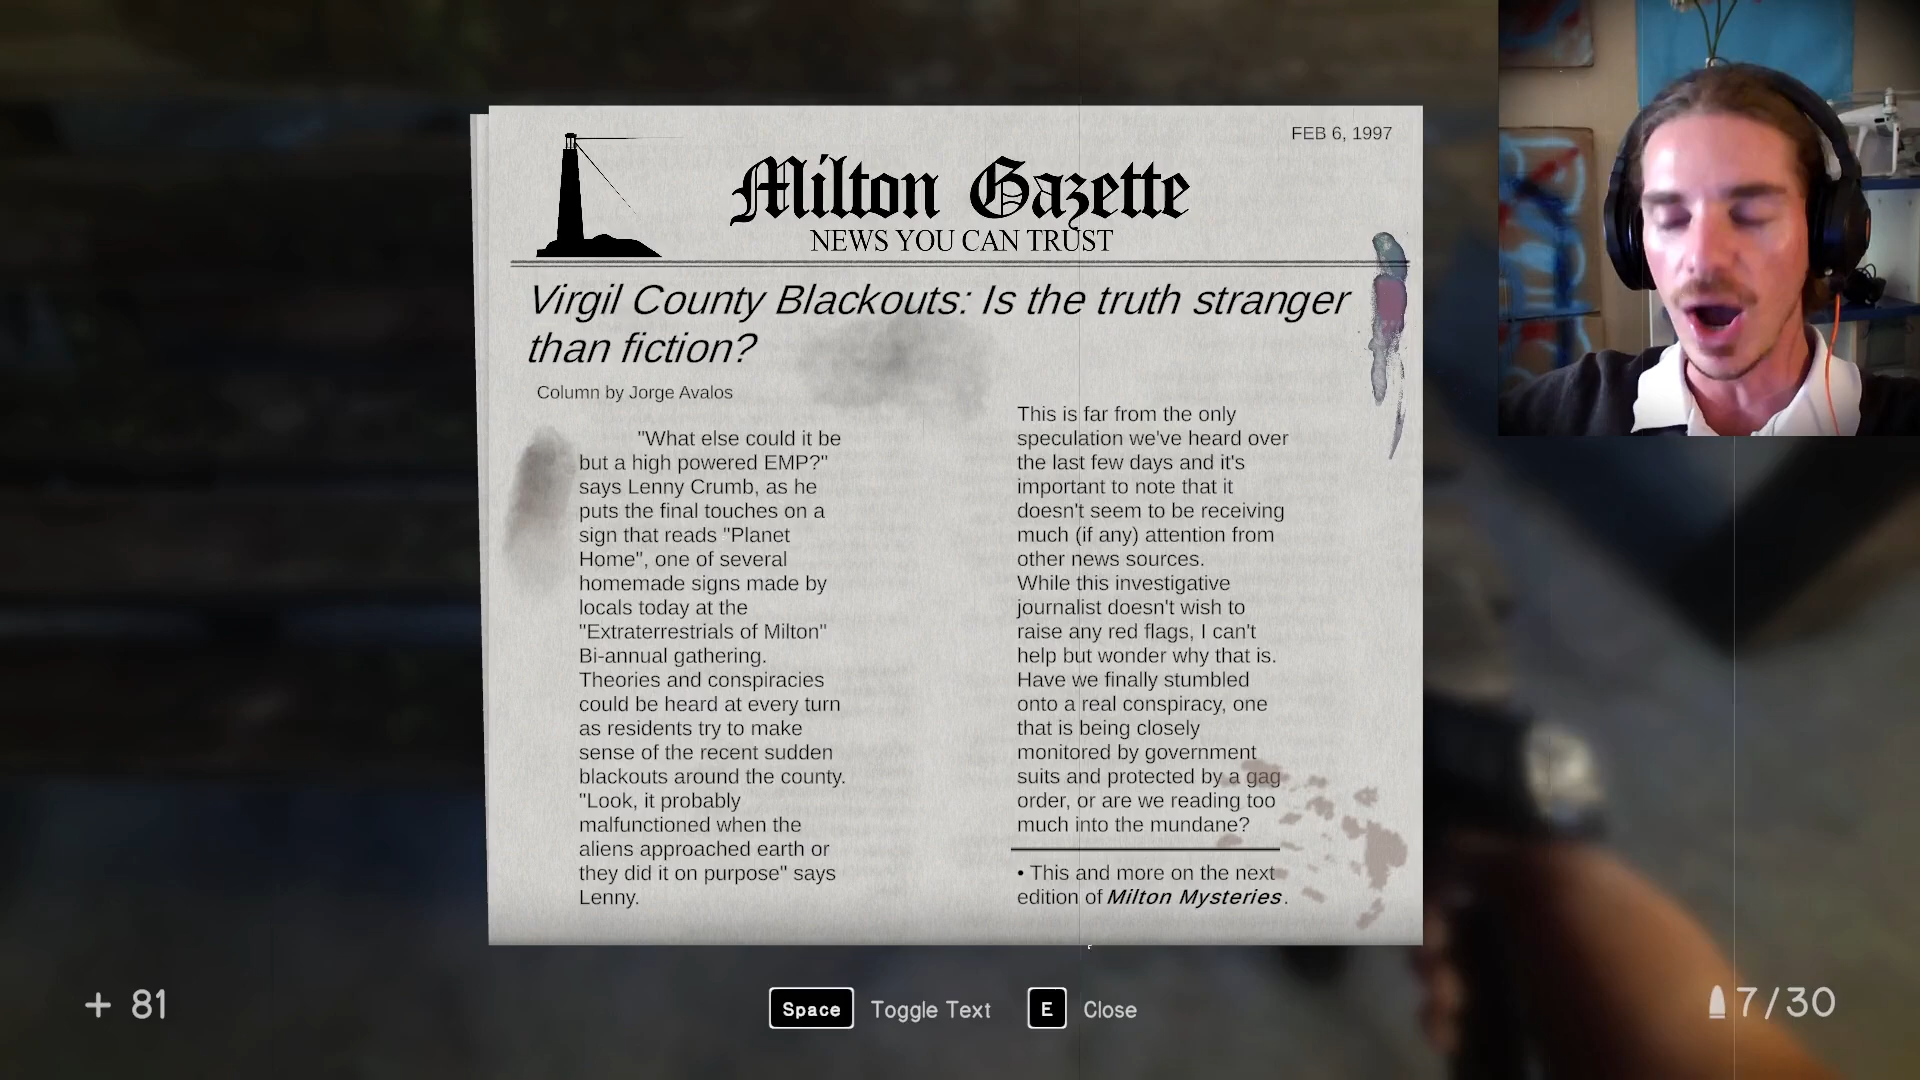 FEB 6, 1997
Milton Gazette
NEWS YOU CAN TRUST
Virgil County Blackouts: Is the truth stranger
than fiction?
Column by Jorge Avalos
"What else could it be
but a high powered EMP?"
says Lenny Crumb, as he
puts the final touches on a
sign that reads "Planet
Home", one of several
homemade signs made by
locals today at the
"Extraterrestrials of Milton"
Bi-annual gathering.
Theories and conspiracies
could be heard at every turn
as residents try to make
sense of the recent sudden
blackouts around the county.
"Look, it probably
malfunctioned when the
aliens approached earth or
they did it on purpose" says
Lenny.
This is far from the only
speculation we've heard over
the last few days and it's
important to note that it
doesn't seem to be receiving
much (if any) attention from
other news sources.
While this investigative
journalist doesn't wish to
raise any red flags, I can't
help but wonder why that is.
Have we finally stumbled
onto a real conspiracy, one
that is being closely
monitored by government
suits and protected by a gag
order, or are we reading too
much into the mundane?
• This and more on the next
edition of Milton Mysteries.
+ 81
Space Toggle Text E Close
7/30